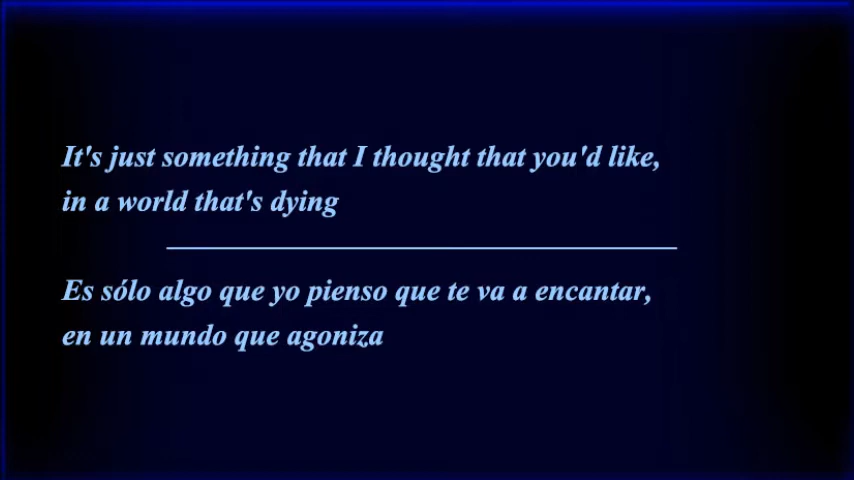 It's just something that I thought that you'd like,
in a world that's dying
Es sólo algo que yo pienso que te va a encantar,
en un mundo que agoniza